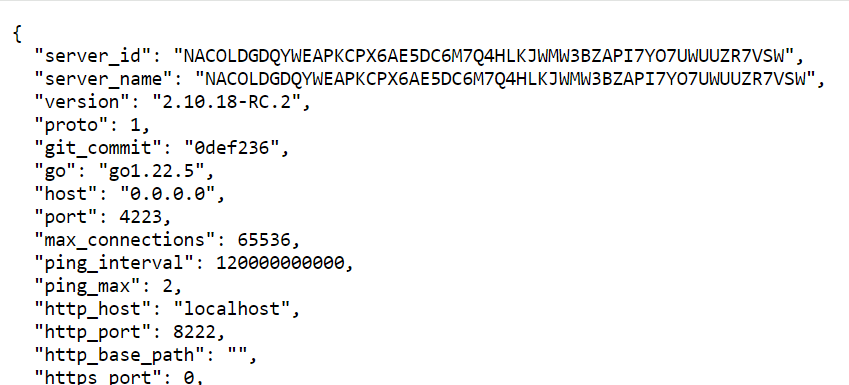 {
"server_id": "NACOLDGDQYWEAPKCPX6AE5DC6M7Q4HLKJWMW3BZAPI7YO7UWUUZR7VSW",
"server_name": "NACOLDGDQYWEAPKCPX6AE5DC6M7Q4HLKJWMW3BZAPI7YO7UWUUZR7VSW",
"version": "2.10.18-RC.2",
"proto": 1,
"git_commit": "0def236",
"go": "go1.22.5",
"host": "0.0.0.0",
"port": 4223,
"max_connections": 65536,
"ping_interval": 120000000000,
"ping_max": 2,
"http_host": "localhost",
"http_port": 8222,
"http_base_path": "",
"https_port": 0,